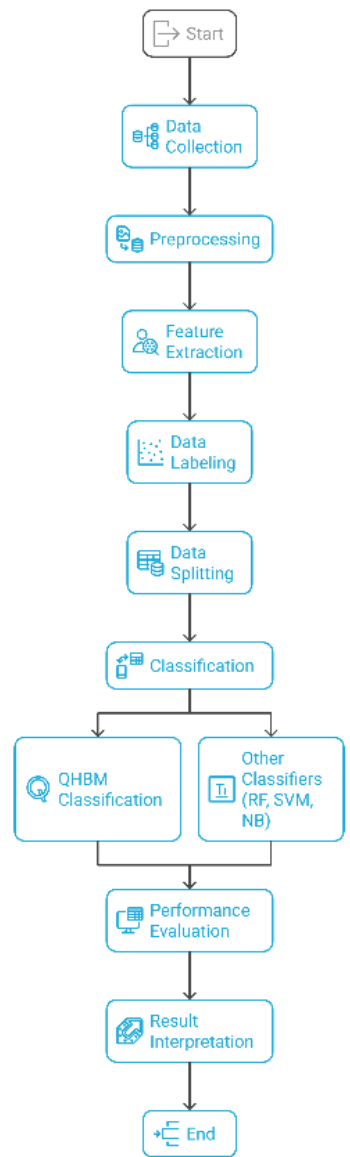 Start
Data
Collection
Preprocessing
Feature
Extraction
Data
Labeling
Data
Splitting
Classification
QHBM
Classification
Other
Classifiers
(RF, SVM,
NB)
Performance
Evaluation
Result
Interpretation
End